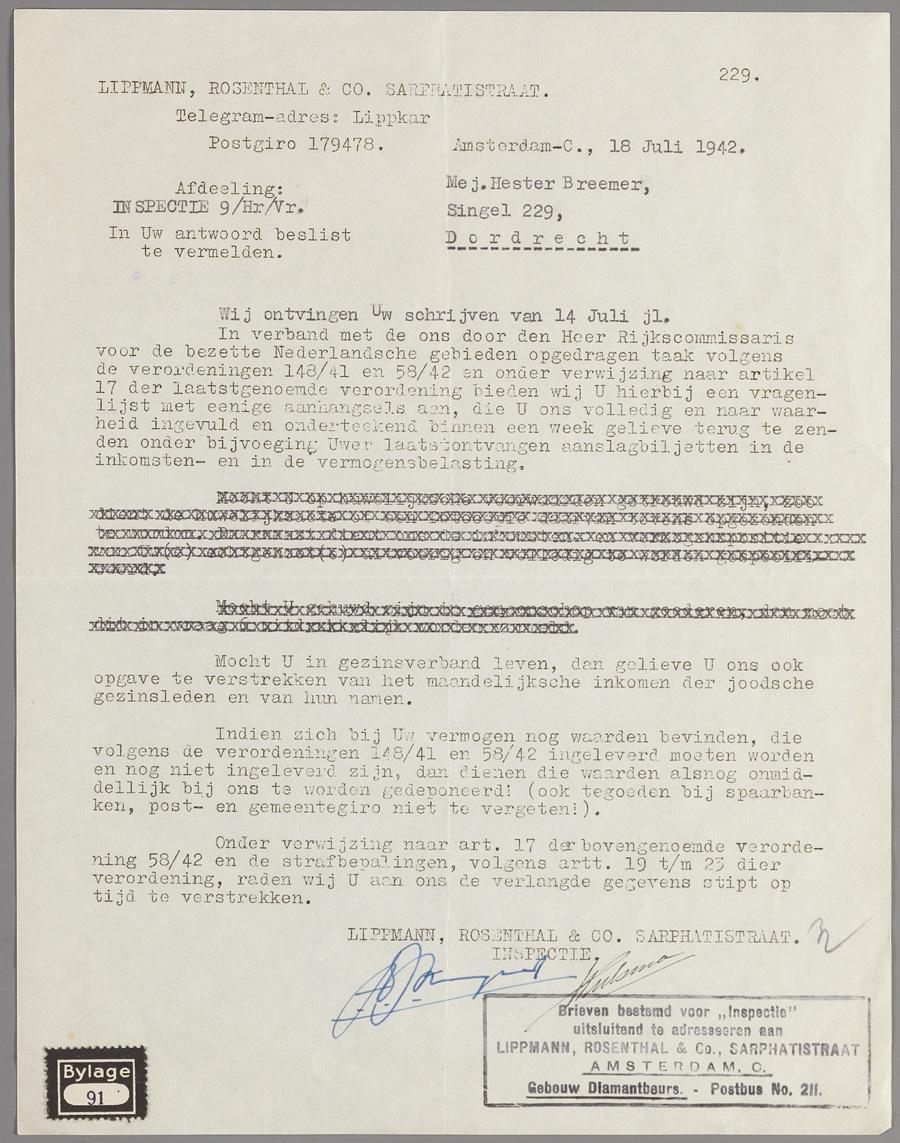 229.
LIPPMANN, ROSENTHAL & CO. SARPHATISTRAAT.
Telegram-adres: Lippkar
Postgiro 179478.
Amsterdam-C., 18 Juli 1942.
Afdeeling:
INSPECTIE 9/Hr/Vr.
In Uw antwoord beslist
te vermelden.
Mej.Hester Breemer,
Singel 229,
Dordrecht
Wij ontvingen Uw schrijven van 14 Juli jl.
In verband met de ons door den Heer Rijkscommissaris
voor de bezette Nederlandsche gebieden opgedragen taak volgens
de verordeningen 148/41 en 58/42 en onder verwijzing naar artikel
17 der laatstgenoemde verordening bieden wij U hierbij een vragen-
lijst met eenige aanhangsels aan, die U ons volledig en naar waar-
heid ingevuld en onderteekend binnen een week gelieve terug te zen-
den onder bijvoeging Uwer laatstontvangen aanslagbiljetten in de
inkomsten- en in de vermogensbelasting.
Mocht U gehuwd zijn in
Mocht U in gezinsverband leven, dan gelieve U ons ook
opgave te verstrekken van het maandelijksche inkomen der joodsche
gezinsleden en van hun namen.
Indien zich bij Uw vermogen nog waarden bevinden, die
volgens de verordeningen 148/41 en 58/42 ingeleverd moeten worden
en nog niet ingeleverd zijn, dan dienen die waarden alsnog onmid-
dellijk bij ons te worden gedeponeerd! (ook tegoeden bij spaarban-
ken, post- en gemeentegiro niet te vergeten!).
Onder verwijzing naar art. 17 der bovengenoemde verorde-
ning 58/42 en de strafbepalingen, volgens artt. 19 t/m 23 dier
verordening, raden wij U aan ons de verlangde gegevens stipt op
tijd te verstrekken.
LIPPMANN, ROSENTHAL & CO. SARPHATISTRAAT.
INSPECTIE.
Brieven bestemd voor „Inspectie"
uitsluitend te adresseeren aan
LIPPMANN, ROSENTHAL & Co., SARPHATISTRAAT
AMSTERDAM, C.
Gebouw Diamantbeurs. - Postbus No. 211.
Bylage
91